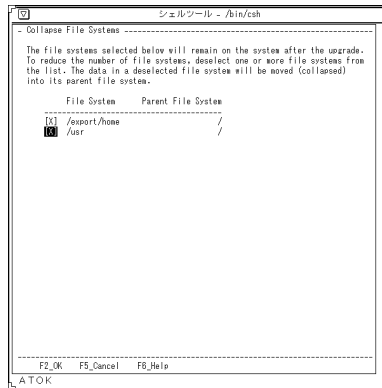 シェルツール - /bin/csh
- Collapse File Systems ----------------------------------------------------
The file systems selected below will remain on the system after the upgrade.
To reduce the number of file systems, deselect one or more file systems from
the list. The data in a deselected file system will be moved (collapsed)
into its parent file system.
File System Parent File System
----------------------------------------
[X] /export/home /
[X] /usr /
----------------------------------------------------------------------------
F2_OK F5_Cancel F6_Help
ATOK